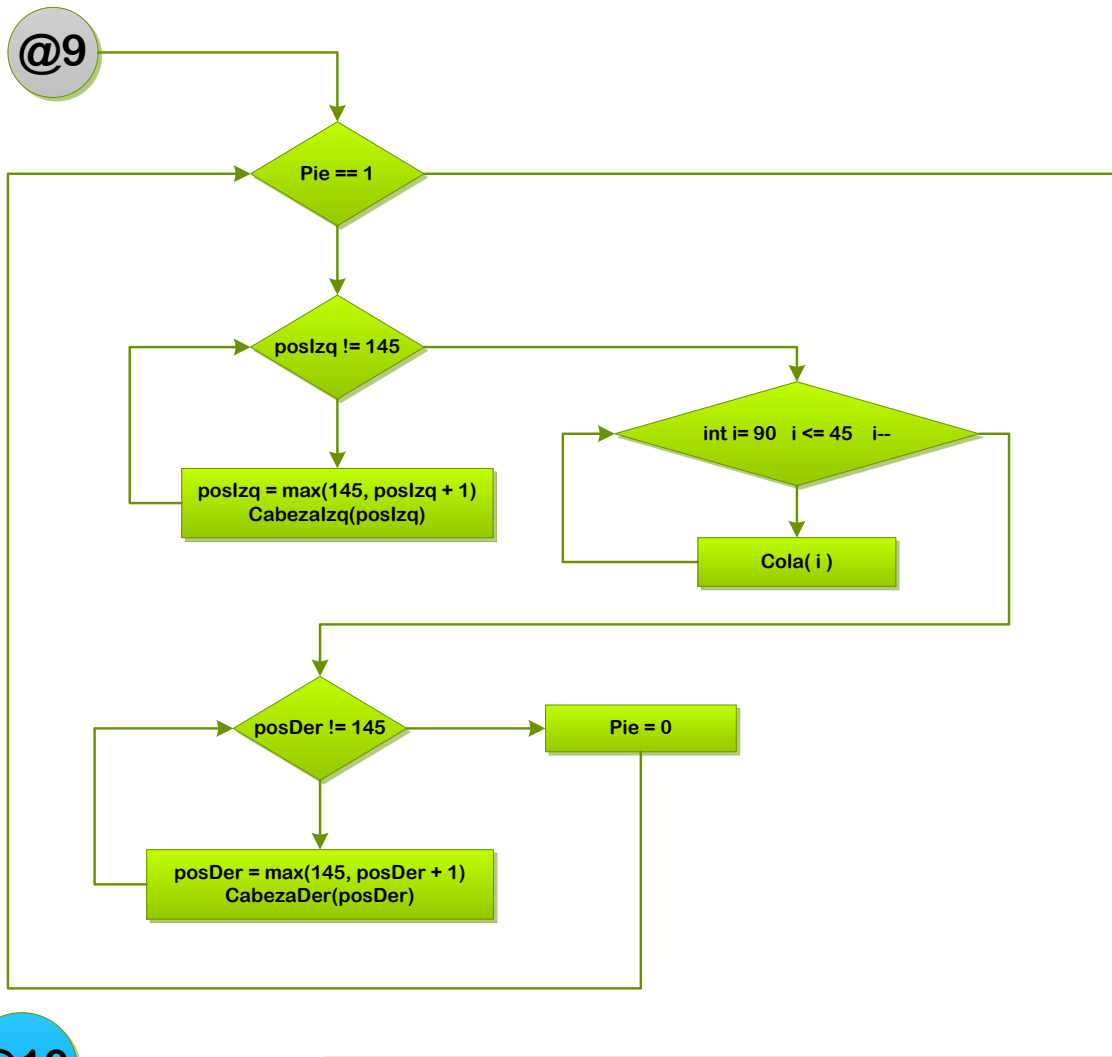 @9
Pie == 1
posIzq != 145
int i= 90 i <= 45 i--
posIzq = max(145, posIzq + 1)
CabezaIzq(posIzq)
Cola( i )
posDer != 145
Pie = 0
posDer = max(145, posDer + 1)
CabezaDer(posDer)